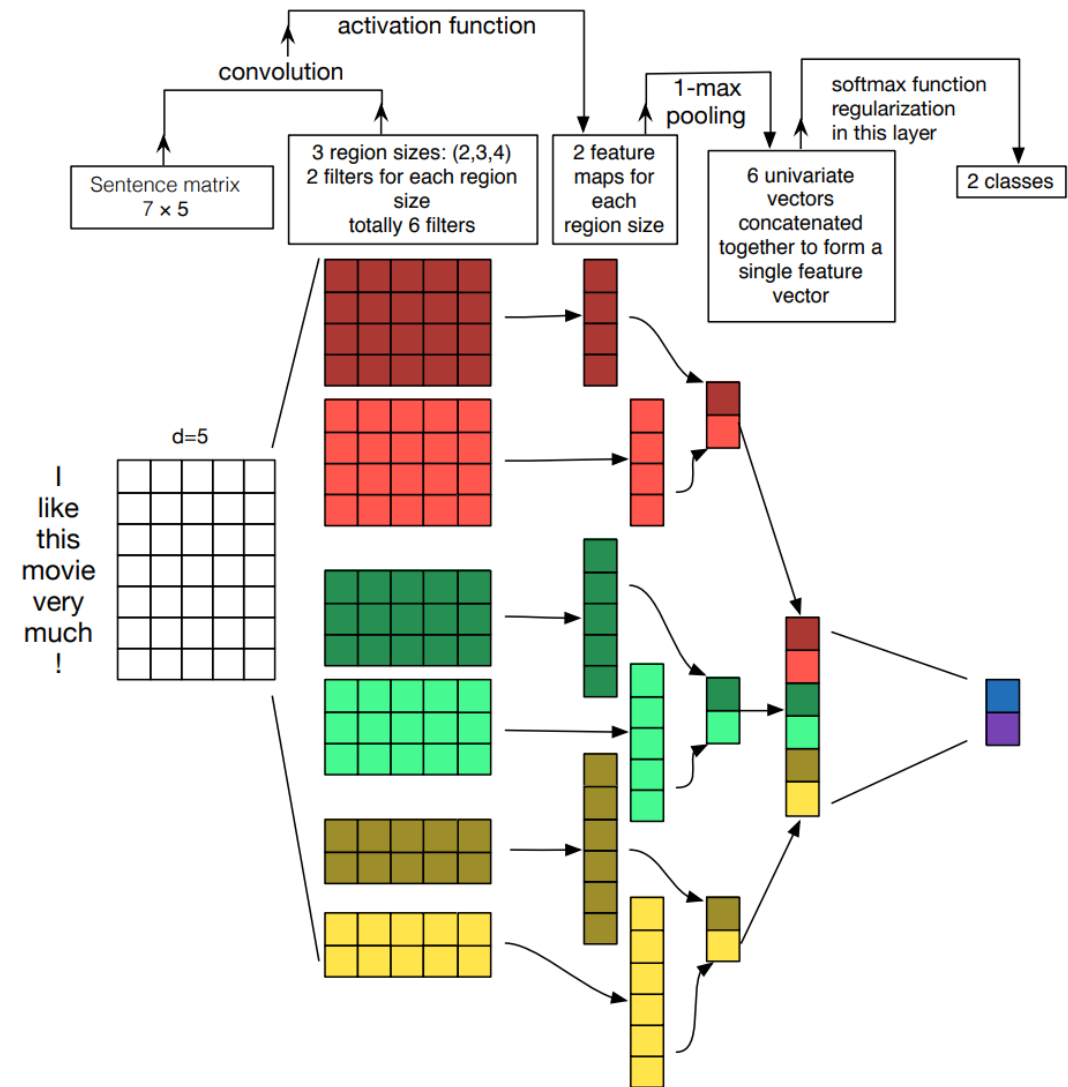 activation function
convolution
1-max
pooling
softmax function
regularization
in this layer
Sentence matrix
7 × 5
3 region sizes: (2,3,4)
2 filters for each region
size
totally 6 filters
2 feature
maps for
each
region size
6 univariate
vectors
concatenated
together to form a
single feature
vector
2 classes
d=5
I
like
this
movie
very
much
!